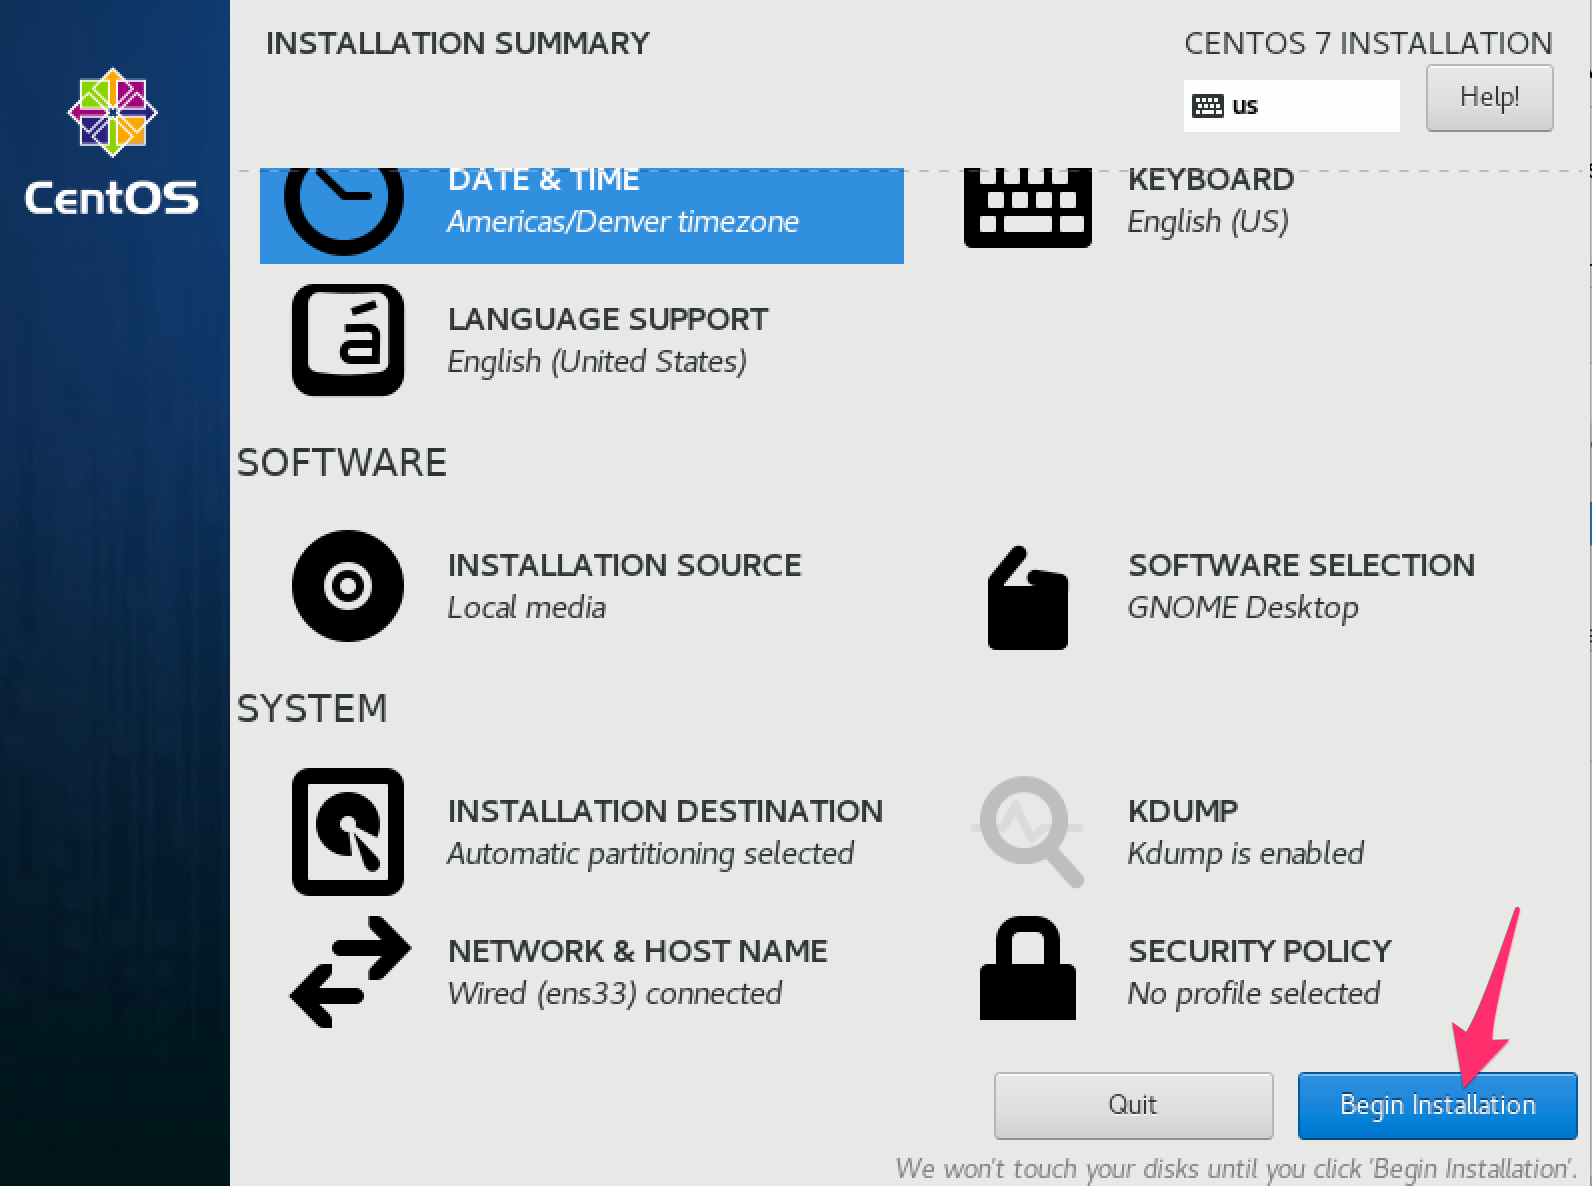 INSTALLATION SUMMARY
CENTOS 7 INSTALLATION
us
Help!
CentOS
DATE & TIME
Americas/Denver timezone
KEYBOARD
English (US)
á
LANGUAGE SUPPORT
English (United States)
SOFTWARE
INSTALLATION SOURCE
Local media
SOFTWARE SELECTION
GNOME Desktop
SYSTEM
INSTALLATION DESTINATION
Automatic partitioning selected
KDUMP
Kdump is enabled
NETWORK & HOST NAME
Wired (ens33) connected
SECURITY POLICY
No profile selected
Quit
Begin Installation
We won't touch your disks until you click 'Begin Installation'.